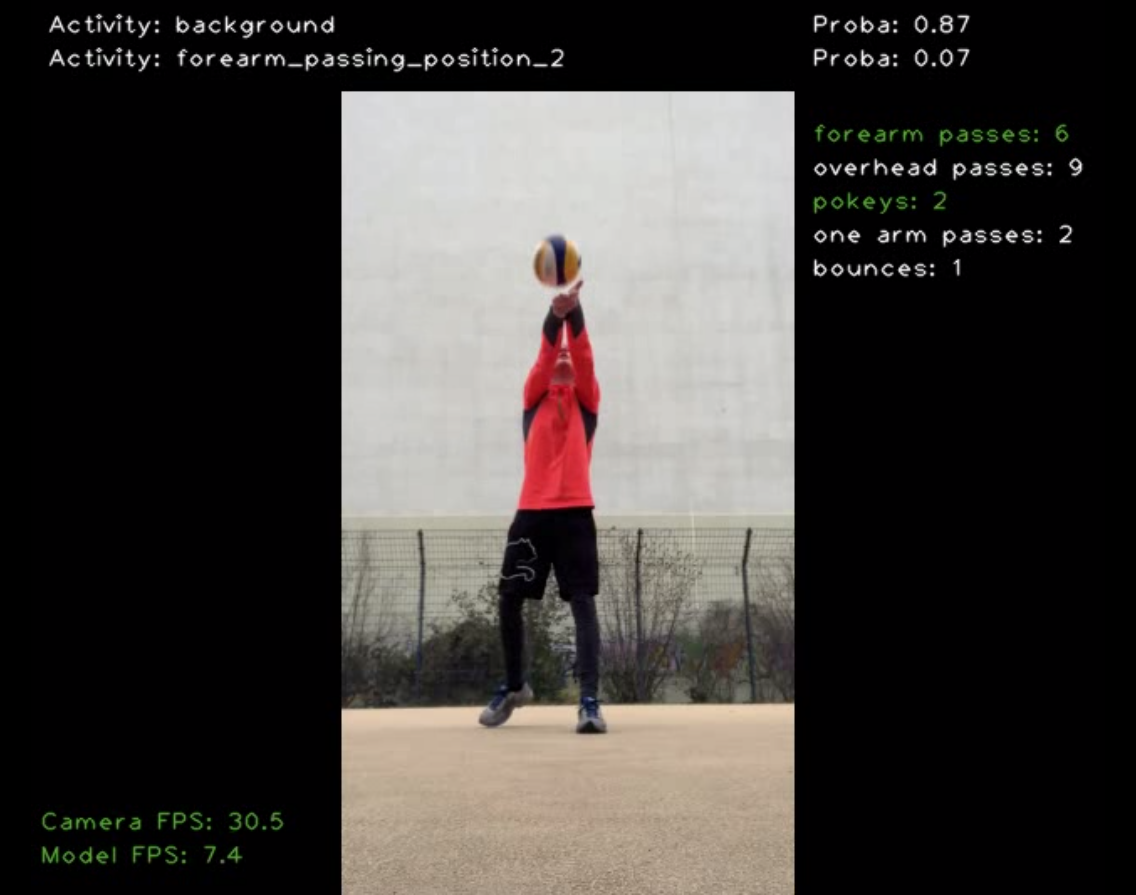 Activity: background
Proba: 0.87
Activity: forearm_passing_position_2
Proba: 0.07
forearm passes: 6
overhead passes: 9
pokeys: 2
one arm passes: 2
bounces: 1
Camera FPS: 30.5
Model FPS: 7.4